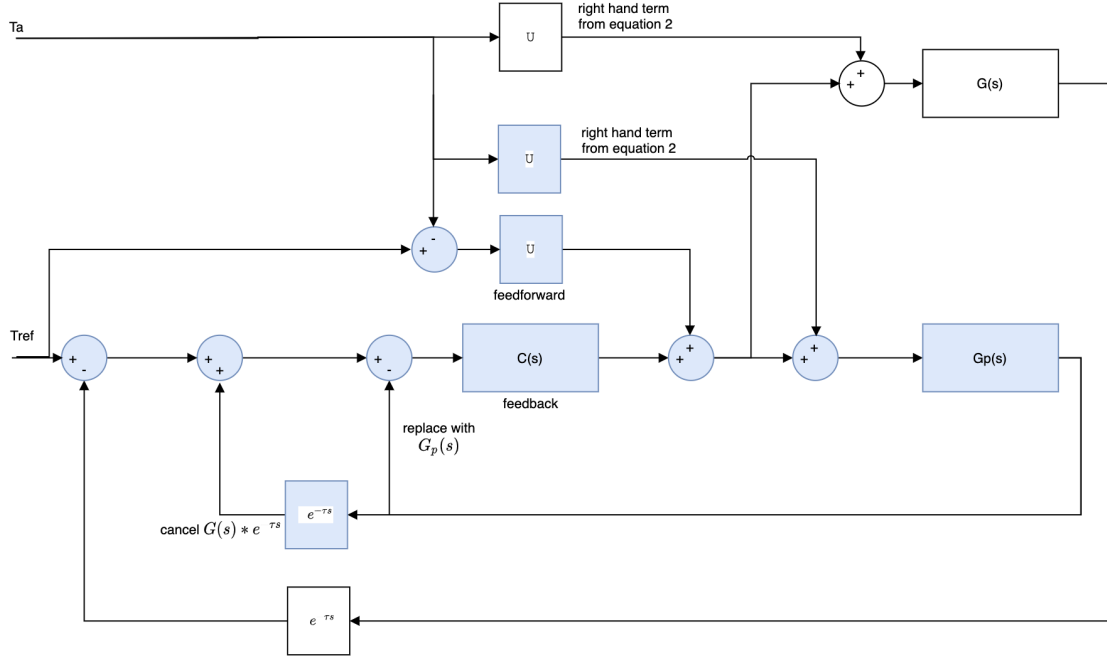 Ta
right hand term
from equation 2
U
+
+
G(s)
right hand term
from equation 2
U
-
+
U
feedforward
Tref
+
-
+
+
+
-
C(s)
+
+
+
+
Gp(s)
feedback
replace with
Gₚ(s)
e⁻τˢ
cancel G(s) * e τˢ
e τˢ